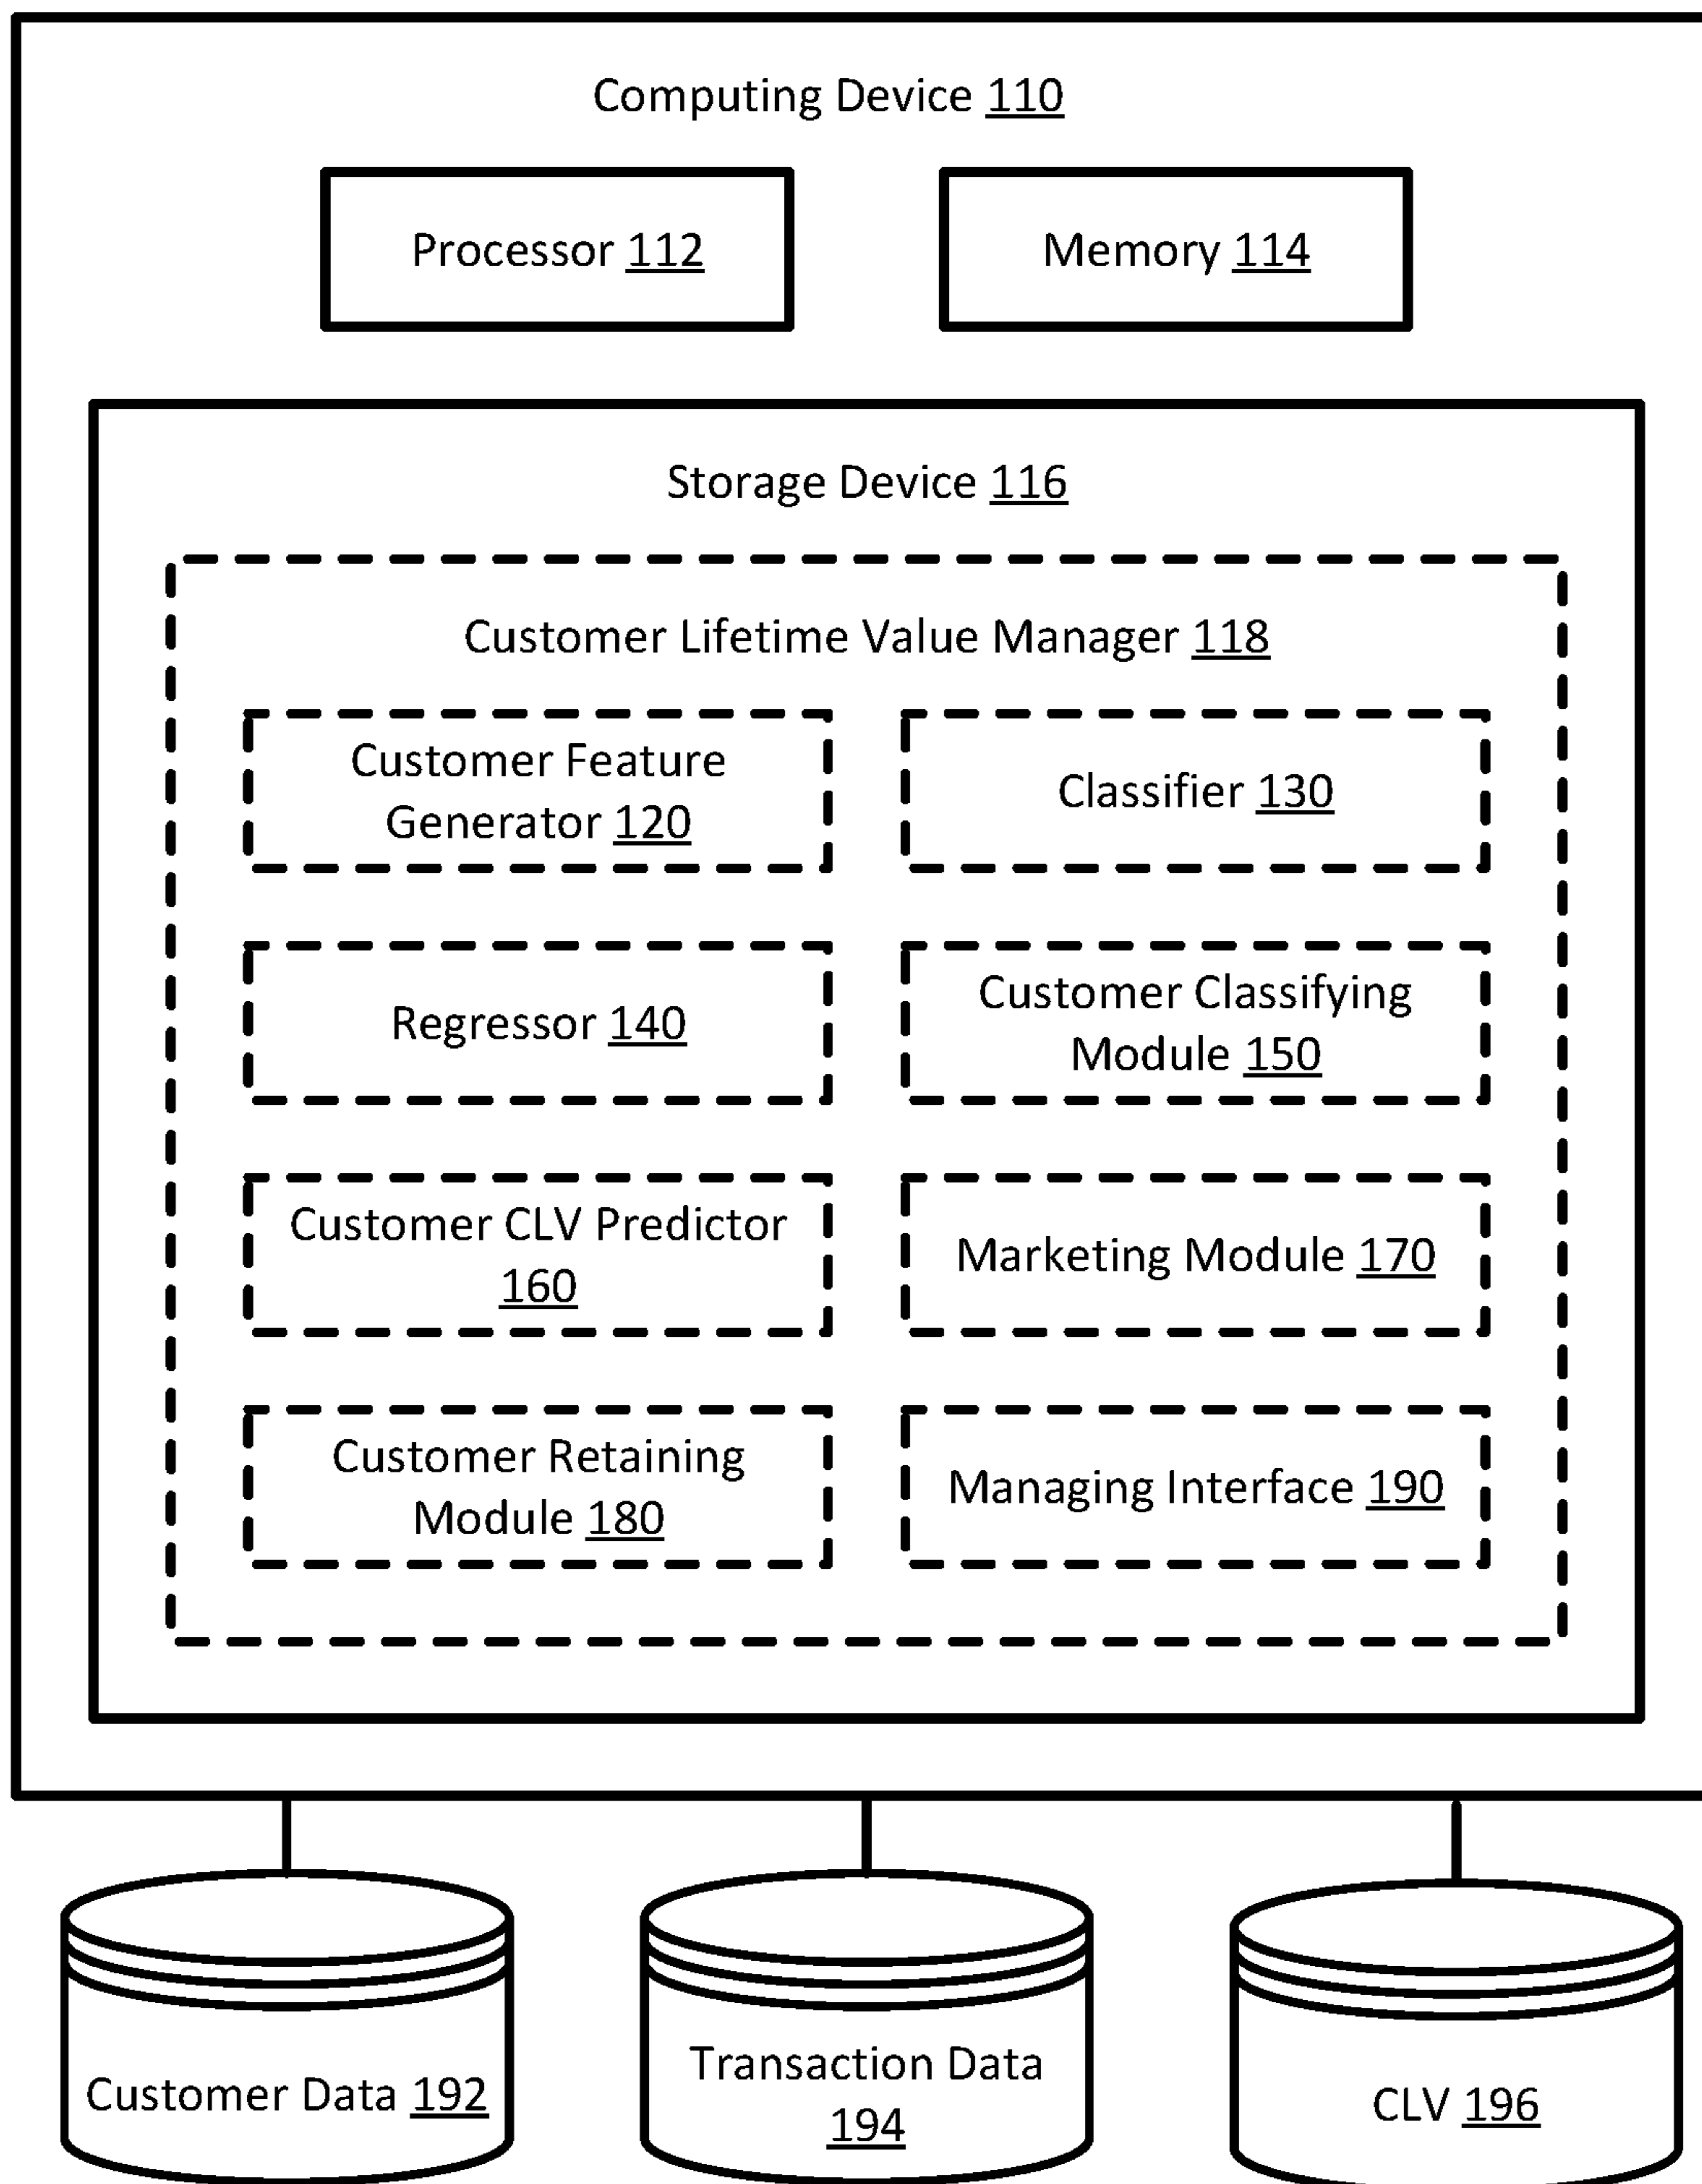 Computing Device 110
Processor 112
Memory 114
Storage Device 116
Customer Lifetime Value Manager 118
Customer Feature
Generator 120
Classifier 130
Regressor 140
Customer Classifying
Module 150
Customer CLV Predictor
160
Marketing Module 170
Customer Retaining
Module 180
Managing Interface 190
Customer Data 192
Transaction Data
194
CLV 196